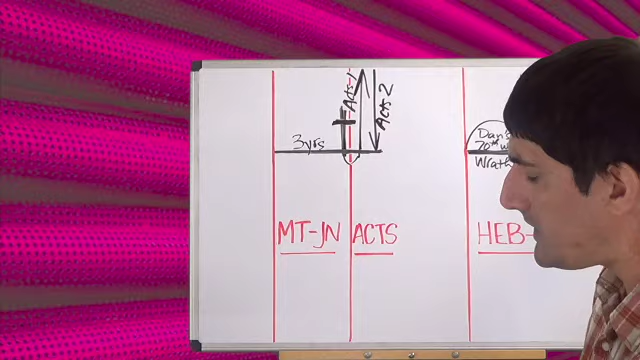 Acts 1
Acts 2
3yrs
Dan's
70th w
Wrath
MT-JN
ACTS
HEB-